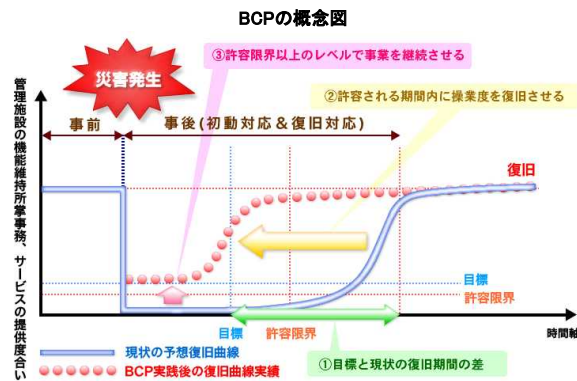 BCPの概念図
③許容限界以上のレベルで事業を継続させる
災害発生
②許容される期間内に操業度を復旧させる
事前
事後(初動対応&復旧対応)
復旧
管理施設の機能維持所掌事務、サービスの提供度合い
目標
許容限界
目標
許容限界
時間軸
現状の予想復旧曲線
BCP実践後の復旧曲線実績
①目標と現状の復旧期間の差